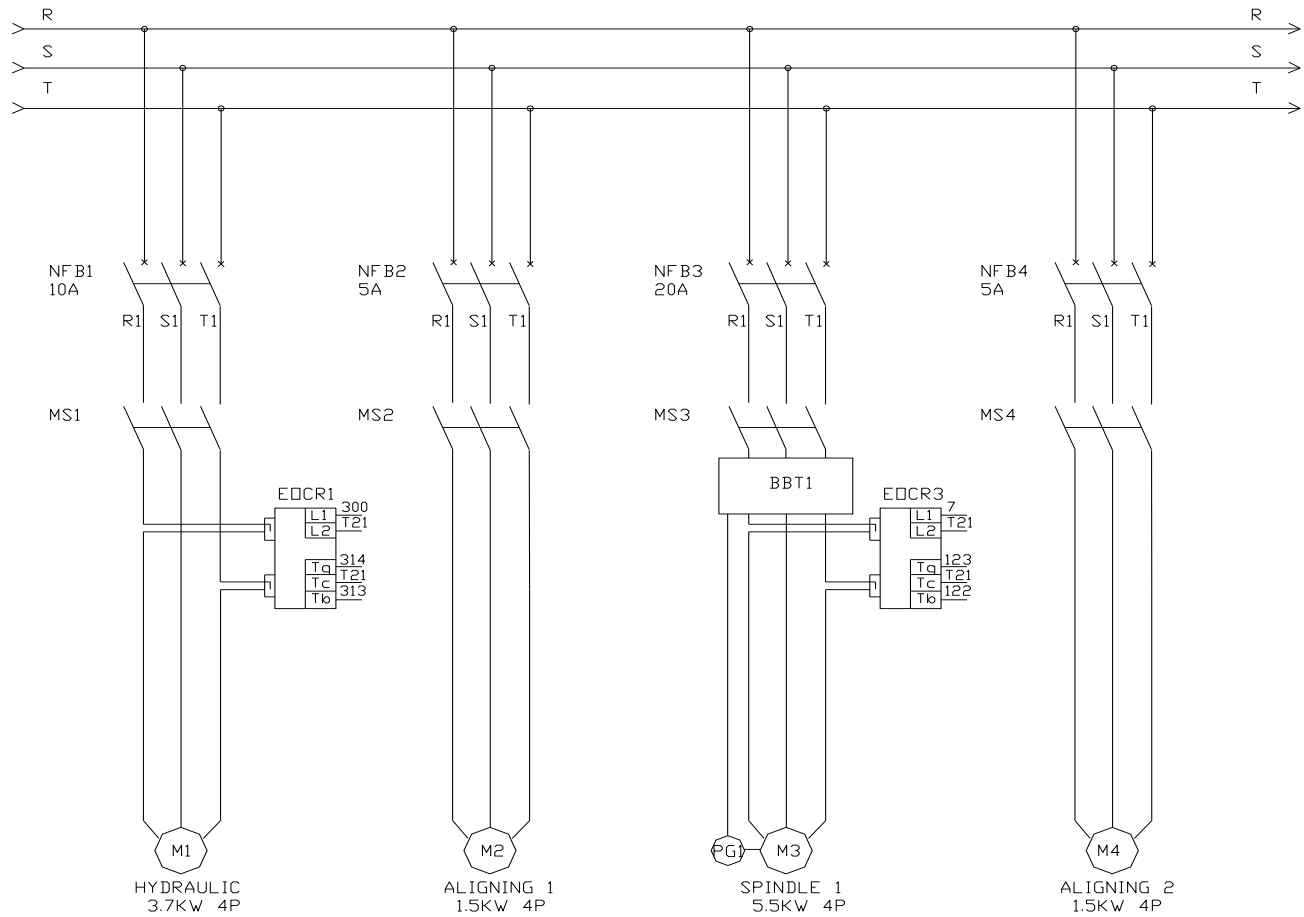 R R
S S
T T
NFB1 NFB2 NFB3 NFB4
10A 5A 20A 5A
R1 S1 T1 R1 S1 T1 R1 S1 T1 R1 S1 T1
MS1 MS2 MS3 MS4
BBT1
EOCR1 EOCR3
L1 300 L1 7
L2 T21 L2 T21
Ta 314 Ta 123
Tc T21 Tc T21
Tb 313 Tb 122
M1 M2 PG1 M3 M4
HYDRAULIC ALIGNING 1 SPINDLE 1 ALIGNING 2
3.7KW 4P 1.5KW 4P 5.5KW 4P 1.5KW 4P